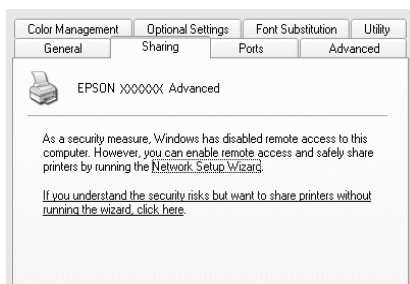 Color Management Optional Settings Font Substitution Utility
General Sharing Ports Advanced
EPSON XXXXXX Advanced
As a security measure, Windows has disabled remote access to this
computer. However, you can enable remote access and safely share
printers by running the Network Setup Wizard.
If you understand the security risks but want to share printers without
running the wizard, click here.